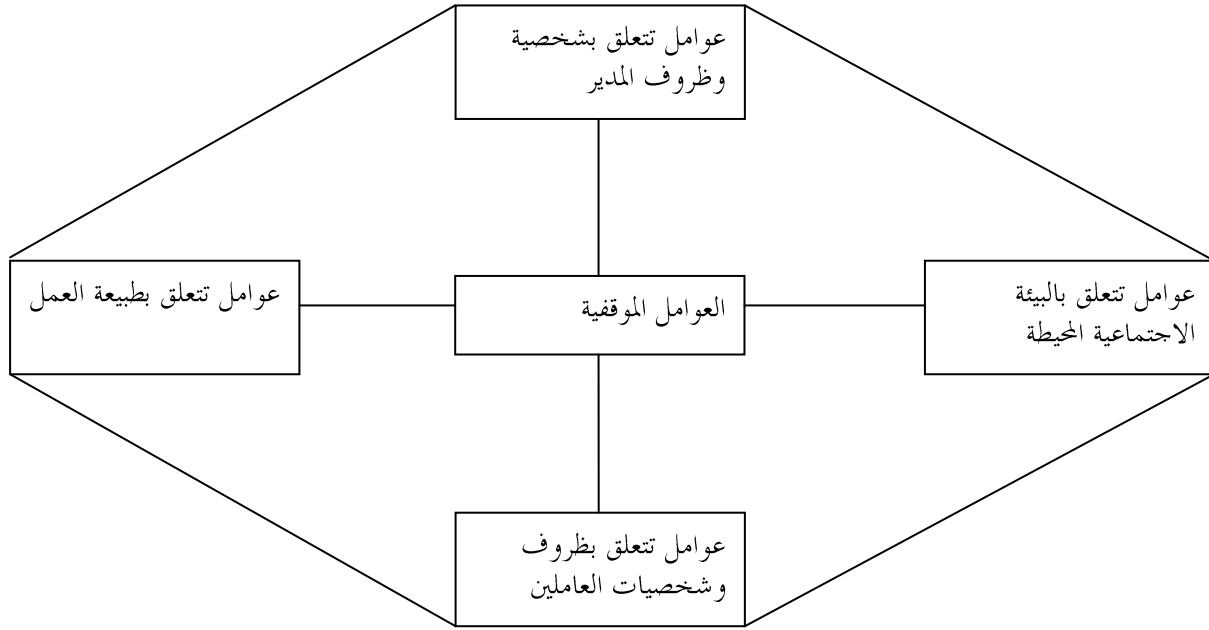 عوامل تتعلق بشخصية
وظروف المدير
عوامل تتعلق بالبيئة
الاجتماعية المحيطة
العوامل الموقفية
عوامل تتعلق بطبيعة العمل
عوامل تتعلق بظروف
وشخصيات العاملين